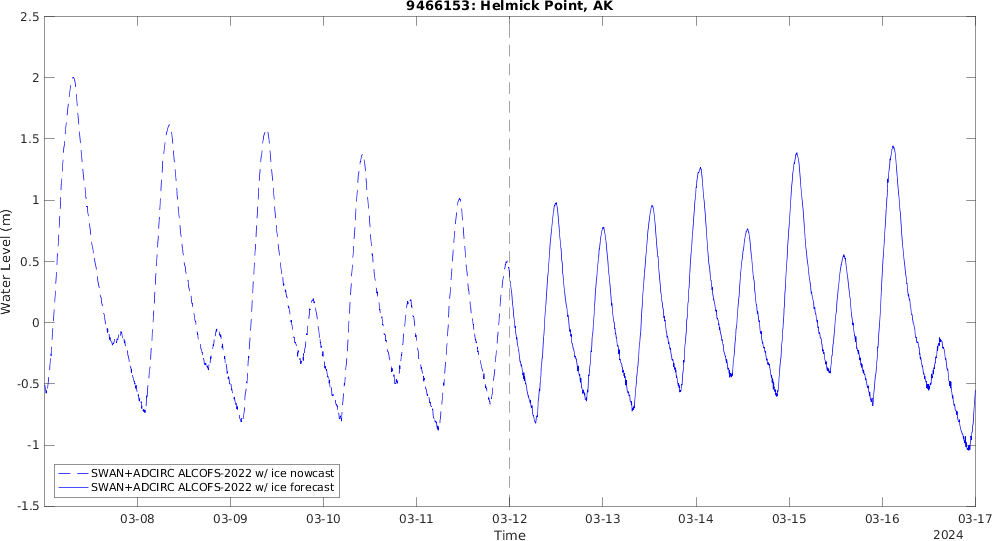 9466153: Helmick Point, AK
Water Level (m)
2.5
2
1.5
1
0.5
0
-0.5
-1
-1.5
SWAN+ADCIRC ALCOFS-2022 w/ ice nowcast
SWAN+ADCIRC ALCOFS-2022 w/ ice forecast
03-08 03-09 03-10 03-11 03-12 03-13 03-14 03-15 03-16 03-17
Time
2024